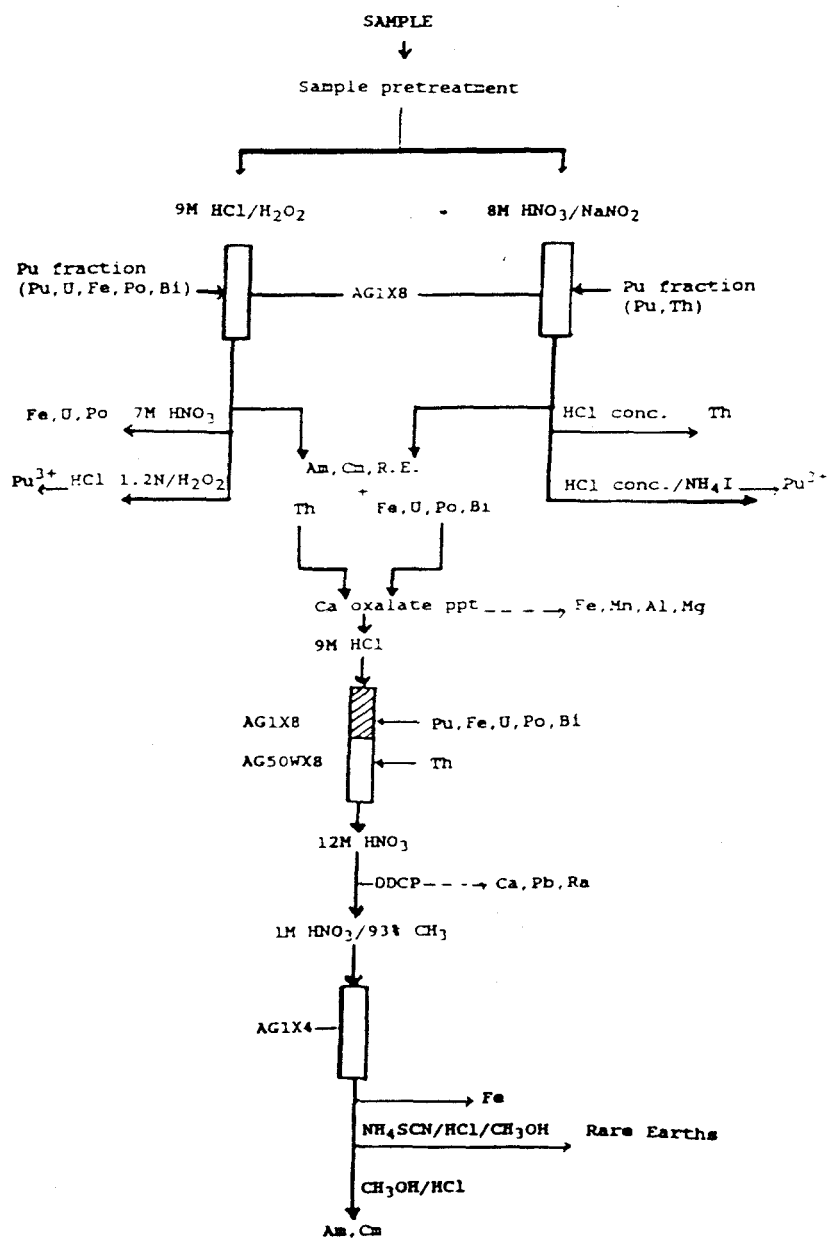 SAMPLE
Sample pretreatment
9M HCl/H₂O₂
8M HNO₃/NaNO₂
Pu fraction
(Pu,U,Fe,Po,Bi)
AG1X8
Pu fraction
(Pu,Th)
Fe,U,Po 7M HNO₃
HCl conc. Th
Am,Cm,R.E.
Pu³⁺ HCl 1.2N/H₂O₂
HCl conc./NH₄I Pu³⁺
+
Th Fe,U,Po,Bi
Ca oxalate ppt Fe,Mn,Al,Mg
9M HCl
AG1X8 Pu,Fe,U,Po,Bi
AG50WX8 Th
12M HNO₃
DDCP Ca,Pb,Ra
1M HNO₃/93% CH₃
AG1X4
Fe
NH₄SCN/HCl/CH₃OH Rare Earths
CH₃OH/HCl
Am,Cm